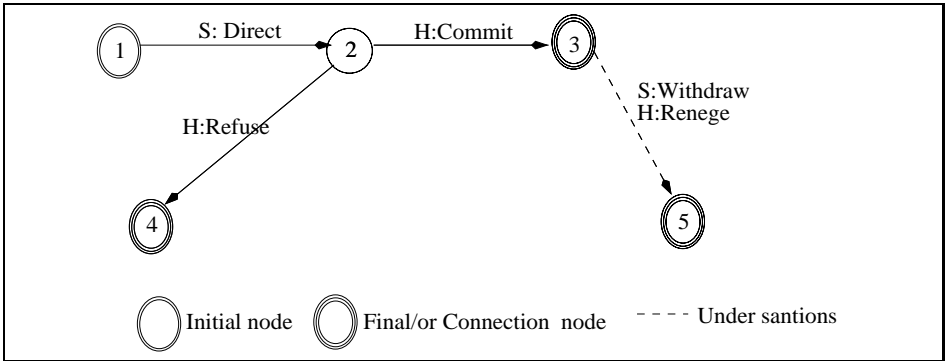 1
S: Direct
2
H:Commit
3
S:Withdraw
H:Renege
H:Refuse
4
5
Initial node
Final/or Connection node
Under santions